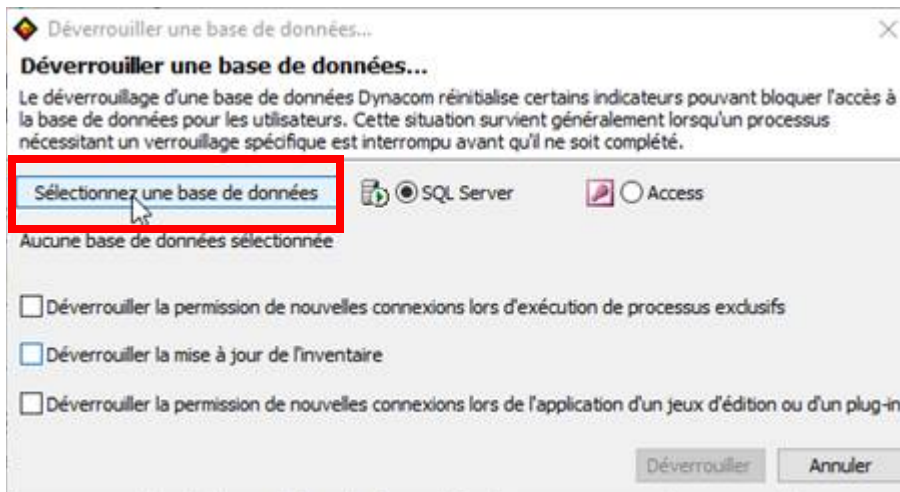 Déverrouiller une base de données...
Déverrouiller une base de données...
Le déverrouillage d'une base de données Dynacom réinitialise certains indicateurs pouvant bloquer l'accès à
la base de données pour les utilisateurs. Cette situation survient généralement lorsqu'un processus
nécessitant un verrouillage spécifique est interrompu avant qu'il ne soit complété.
Sélectionnez une base de données SQL Server Access
Aucune base de données sélectionnée
Déverrouiller la permission de nouvelles connexions lors d'exécution de processus exclusifs
Déverrouiller la mise à jour de l'inventaire
Déverrouiller la permission de nouvelles connexions lors de l'application d'un jeux d'édition ou d'un plug-in
Déverrouiller Annuler